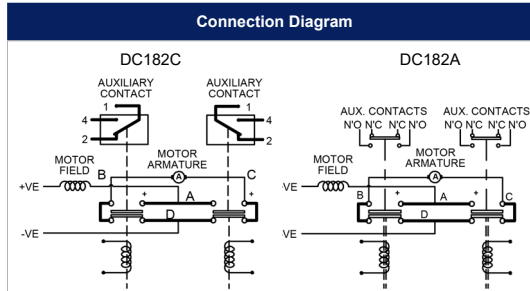 Connection Diagram
DC182C
AUXILIARY
CONTACT
1
4
2
AUXILIARY
CONTACT
1
4
2
MOTOR
FIELD
B
MOTOR
ARMATURE
A
C
+VE
+
A
+
D
-VE
DC182A
AUX. CONTACTS
N'O N'C N'C N'O
AUX. CONTACTS
N'O N'C N'C N'O
MOTOR
FIELD
MOTOR
ARMATURE
A
VE
B
+
A
+
C
D
VE